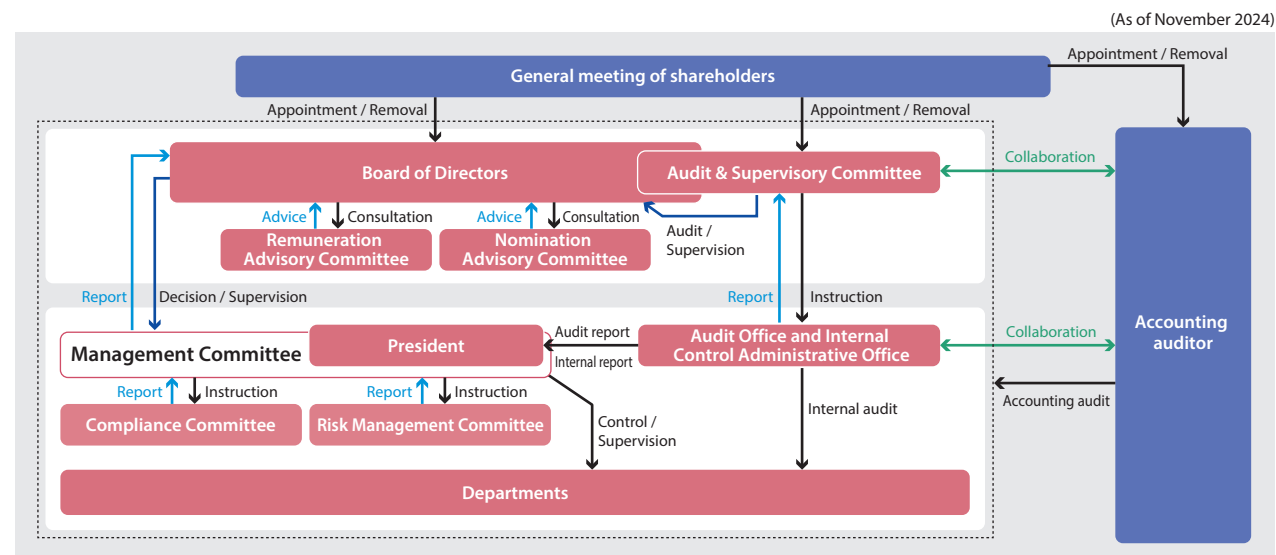 (As of November 2024)
General meeting of shareholders
Appointment / Removal
Appointment / Removal
Appointment / Removal
Board of Directors
Audit & Supervisory Committee
Collaboration
Advice
Consultation
Advice
Consultation
Audit /
Supervision
Remuneration
Advisory Committee
Nomination
Advisory Committee
Report
Decision / Supervision
Report
Instruction
Management Committee
President
Audit report
Internal report
Audit Office and Internal
Control Administrative Office
Collaboration
Accounting
auditor
Report
Instruction
Report
Instruction
Accounting audit
Compliance Committee
Risk Management Committee
Control /
Supervision
Internal audit
Departments